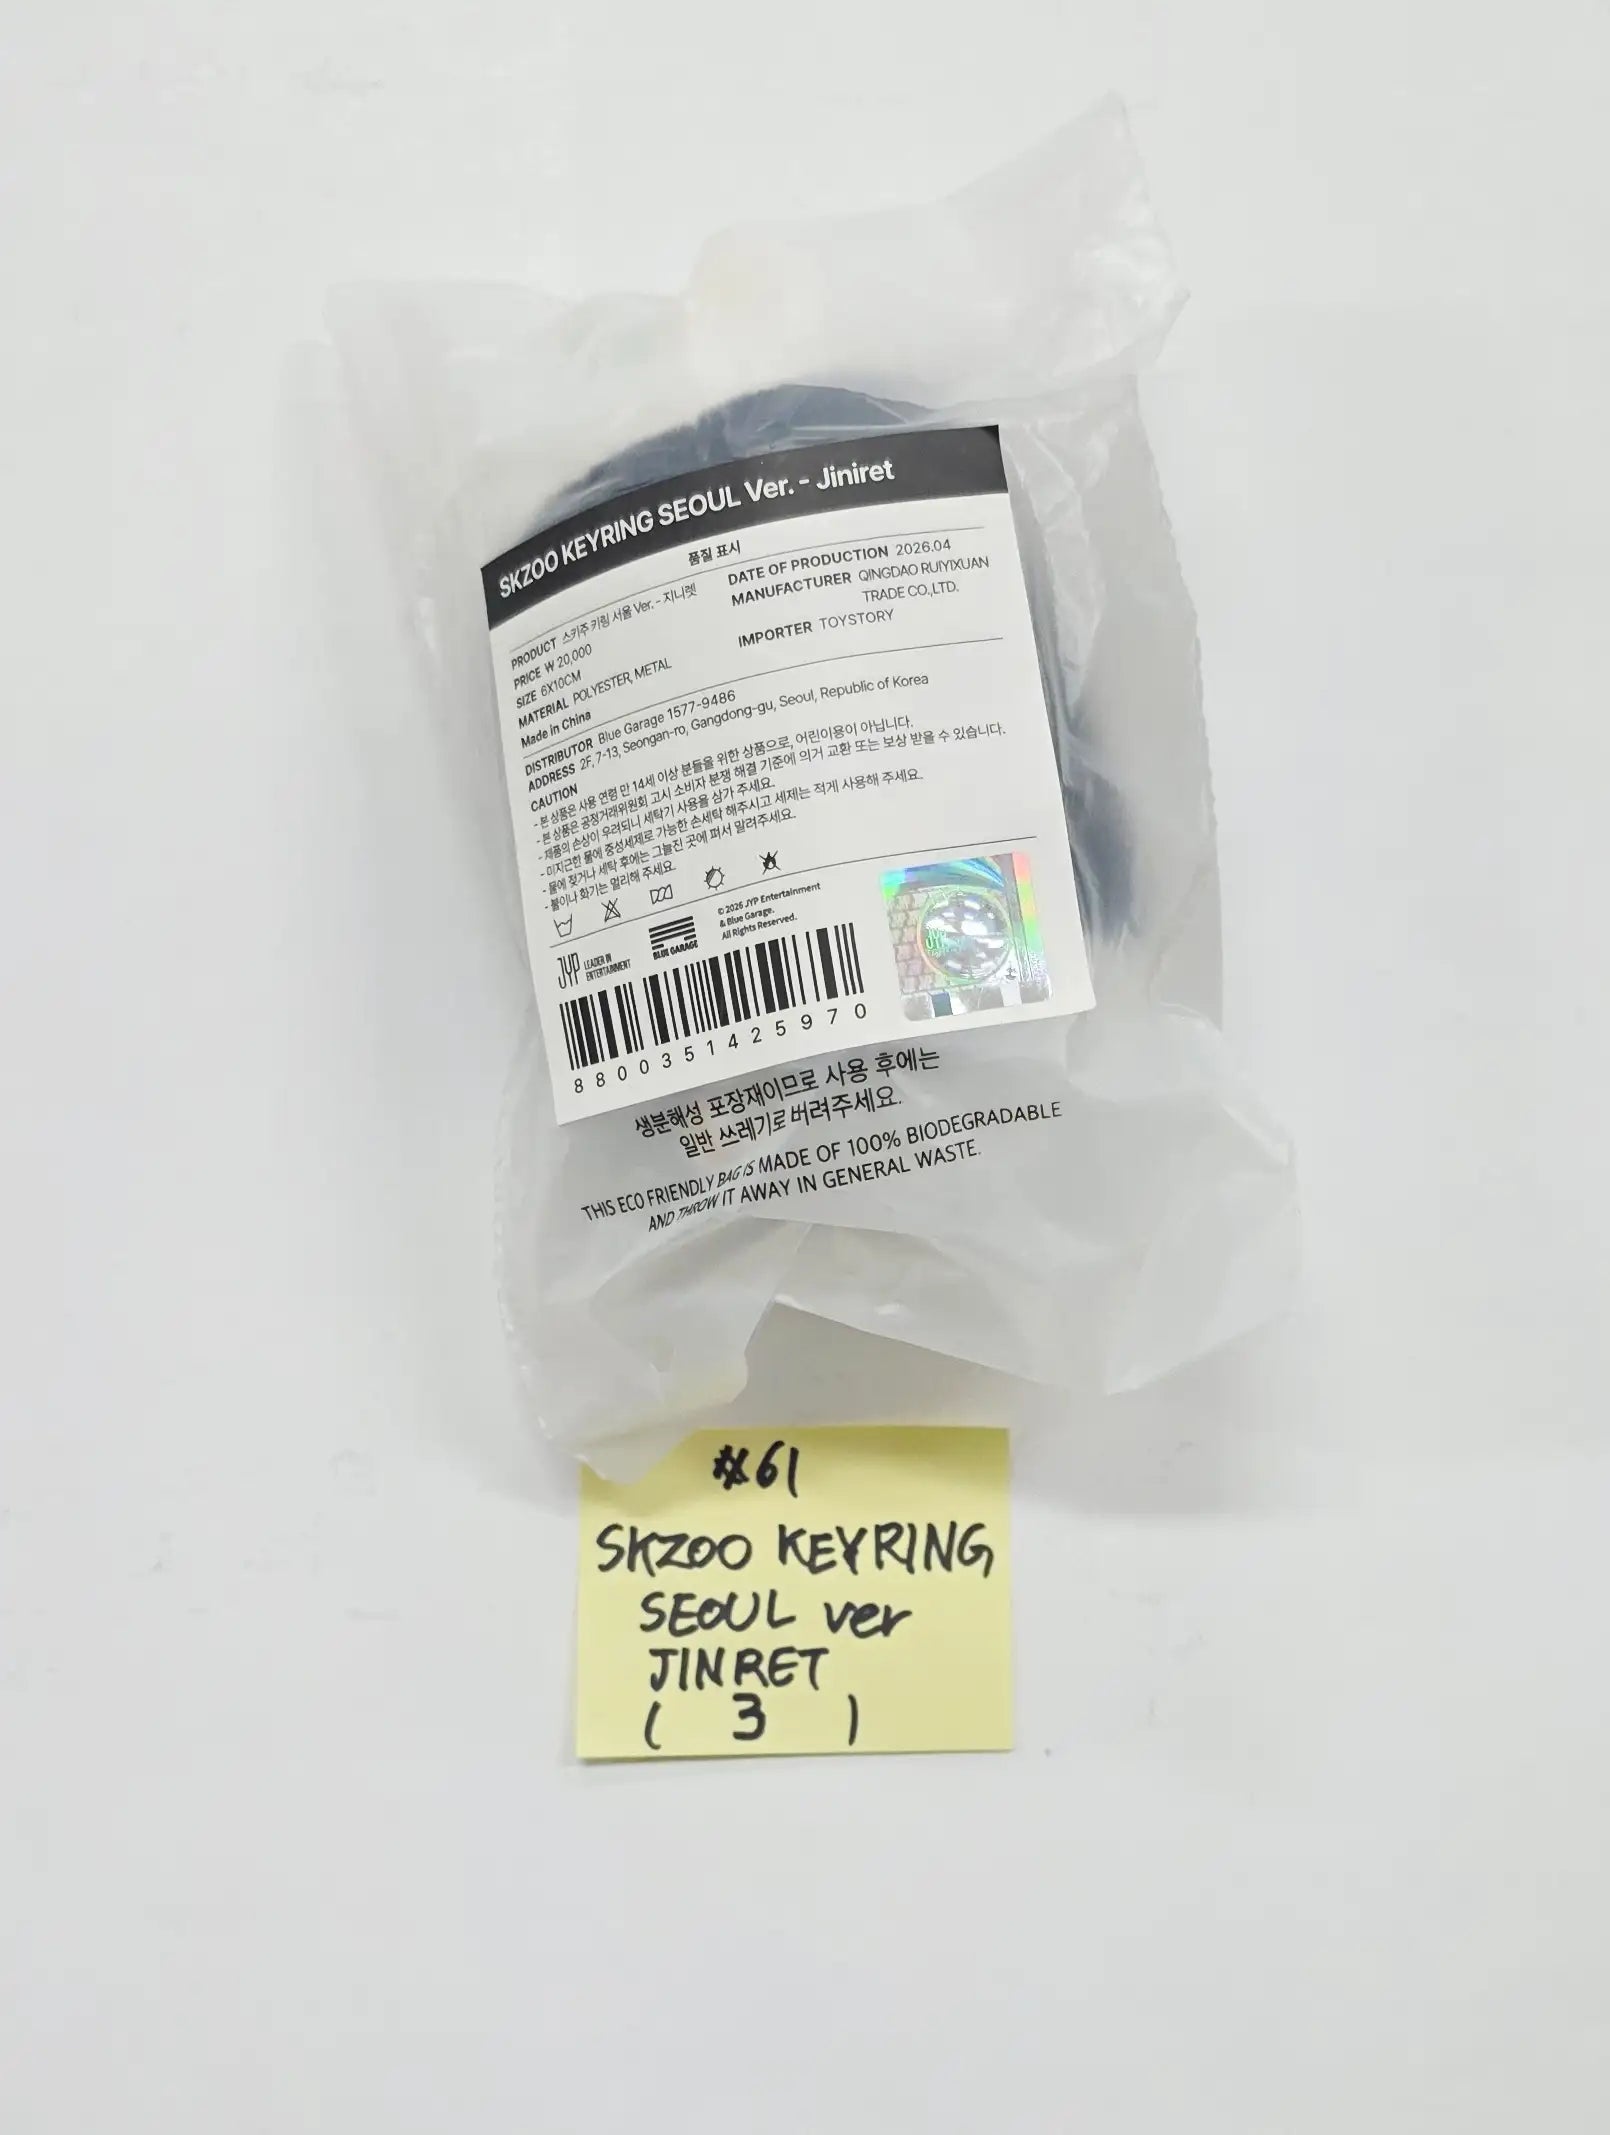 SKZOO KEYRING SEOUL Ver. - Jiniret
품질 표시
PRODUCT 스키주 키링 서울 Ver. - 지니렛
PRICE ₩ 20,000
SIZE 6X10CM
MATERIAL POLYESTER, METAL
Made in China
DATE OF PRODUCTION 2026.04
MANUFACTURER QINGDAO RUIYIXUAN
TRADE CO.,LTD.
IMPORTER TOYSTORY
DISTRIBUTOR Blue Garage 1577-9486
ADDRESS 2F, 7-13, Seongan-ro, Gangdong-gu, Seoul, Republic of Korea
CAUTION
- 본 상품은 사용 연령 만 14세 이상 분들을 위한 상품으로, 어린이용이 아닙니다.
- 본 상품은 공정거래위원회 고시 소비자 분쟁 해결 기준에 의거 교환 또는 보상 받을 수 있습니다.
- 제품의 손상이 우려되니 세탁기 사용을 삼가 주세요.
- 미지근한 물에 중성세제로 가능한 손세탁 해주시고 세제는 적게 사용해 주세요.
- 물에 젖거나 세탁 후에는 그늘진 곳에 펴서 말려주세요.
- 불이나 화기는 멀리해 주세요.
JYP LEADER IN
ENTERTAINMENT
BLUE GARAGE
© 2026 JYP Entertainment
& Blue Garage.
All Rights Reserved.
JYP
8800351425970
생분해성 포장재이므로 사용 후에는
일반 쓰레기로 버려주세요.
THIS ECO FRIENDLY BAG IS MADE OF 100% BIODEGRADABLE
AND THROW IT AWAY IN GENERAL WASTE.
#61
SKZOO KEYRING
SEOUL ver
JINRET
( 3 )